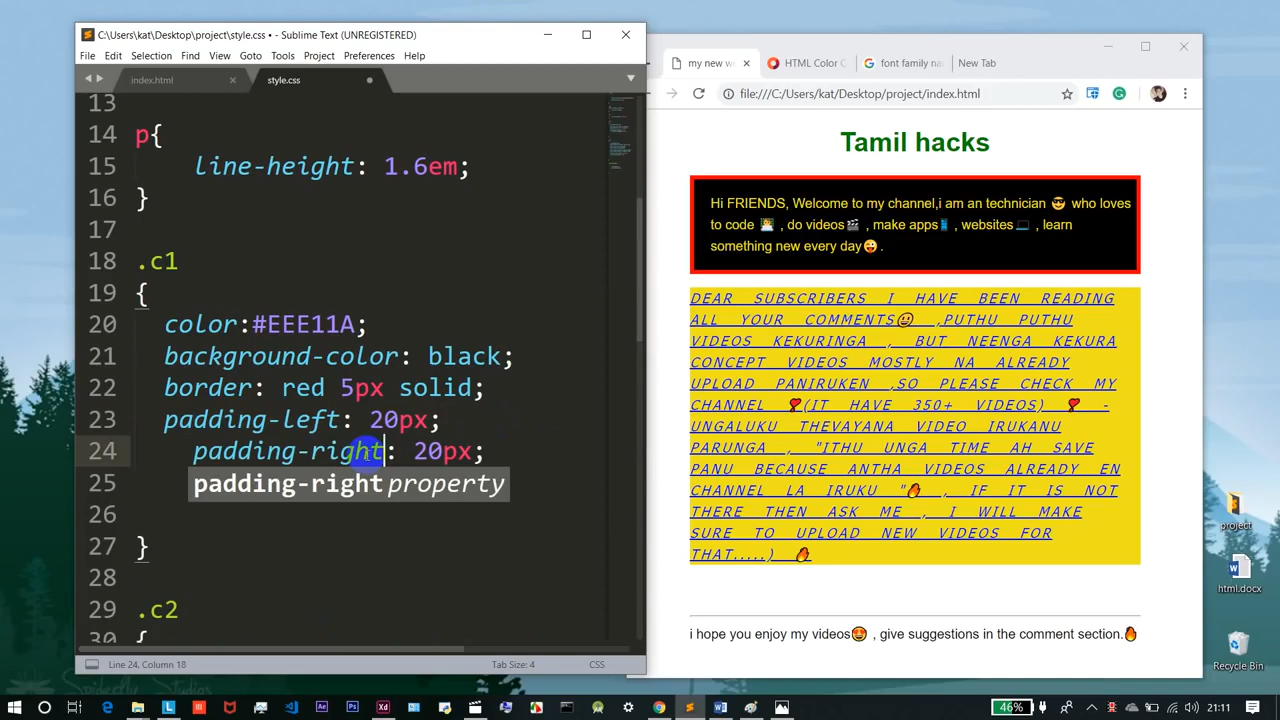 C:\Users\kat\Desktop\project\style.css • - Sublime Text (UNREGISTERED)
File Edit Selection Find View Goto Tools Project Preferences Help
index.html
style.css
13
14 p{
15 line-height: 1.6em;
16 }
17
18 .c1
19 {
20 color:#EEE11A;
21 background-color: black;
22 border: red 5px solid;
23 padding-left: 20px;
24 padding-right: 20px;
padding-right property
25
26
27 }
28
29 .c2
30 {
Line 24, Column 18
Tab Size: 4
CSS
my new w
HTML Color C
font family na
New Tab
file:///C:/Users/kat/Desktop/project/index.html
Tamil hacks
Hi FRIENDS, Welcome to my channel,i am an technician 😎 who loves
to code 👨‍💻 , do videos🎬 , make apps📱 , websites💻 , learn
something new every day😜 .
DEAR SUBSCRIBERS I HAVE BEEN READING
ALL YOUR COMMENTS😃 ,PUTHU PUTHU
VIDEOS KEKURINGA , BUT NEENGA KEKURA
CONCEPT VIDEOS MOSTLY NA ALREADY
UPLOAD PANIRUKEN ,SO PLEASE CHECK MY
CHANNEL ❣(IT HAVE 350+ VIDEOS) ❣ -
UNGALUKU THEVAYANA VIDEO IRUKANU
PARUNGA , "ITHU UNGA TIME AH SAVE
PANU BECAUSE ANTHA VIDEOS ALREADY EN
CHANNEL LA IRUKU "🔥 , IF IT IS NOT
THERE THEN ASK ME , I WILL MAKE
SURE TO UPLOAD NEW VIDEOS FOR
THAT.....) 🔥
i hope you enjoy my videos🤩 , give suggestions in the comment section.🔥
project
html.docx
Recycle Bin
Spiderfly Studios
46%
21:11